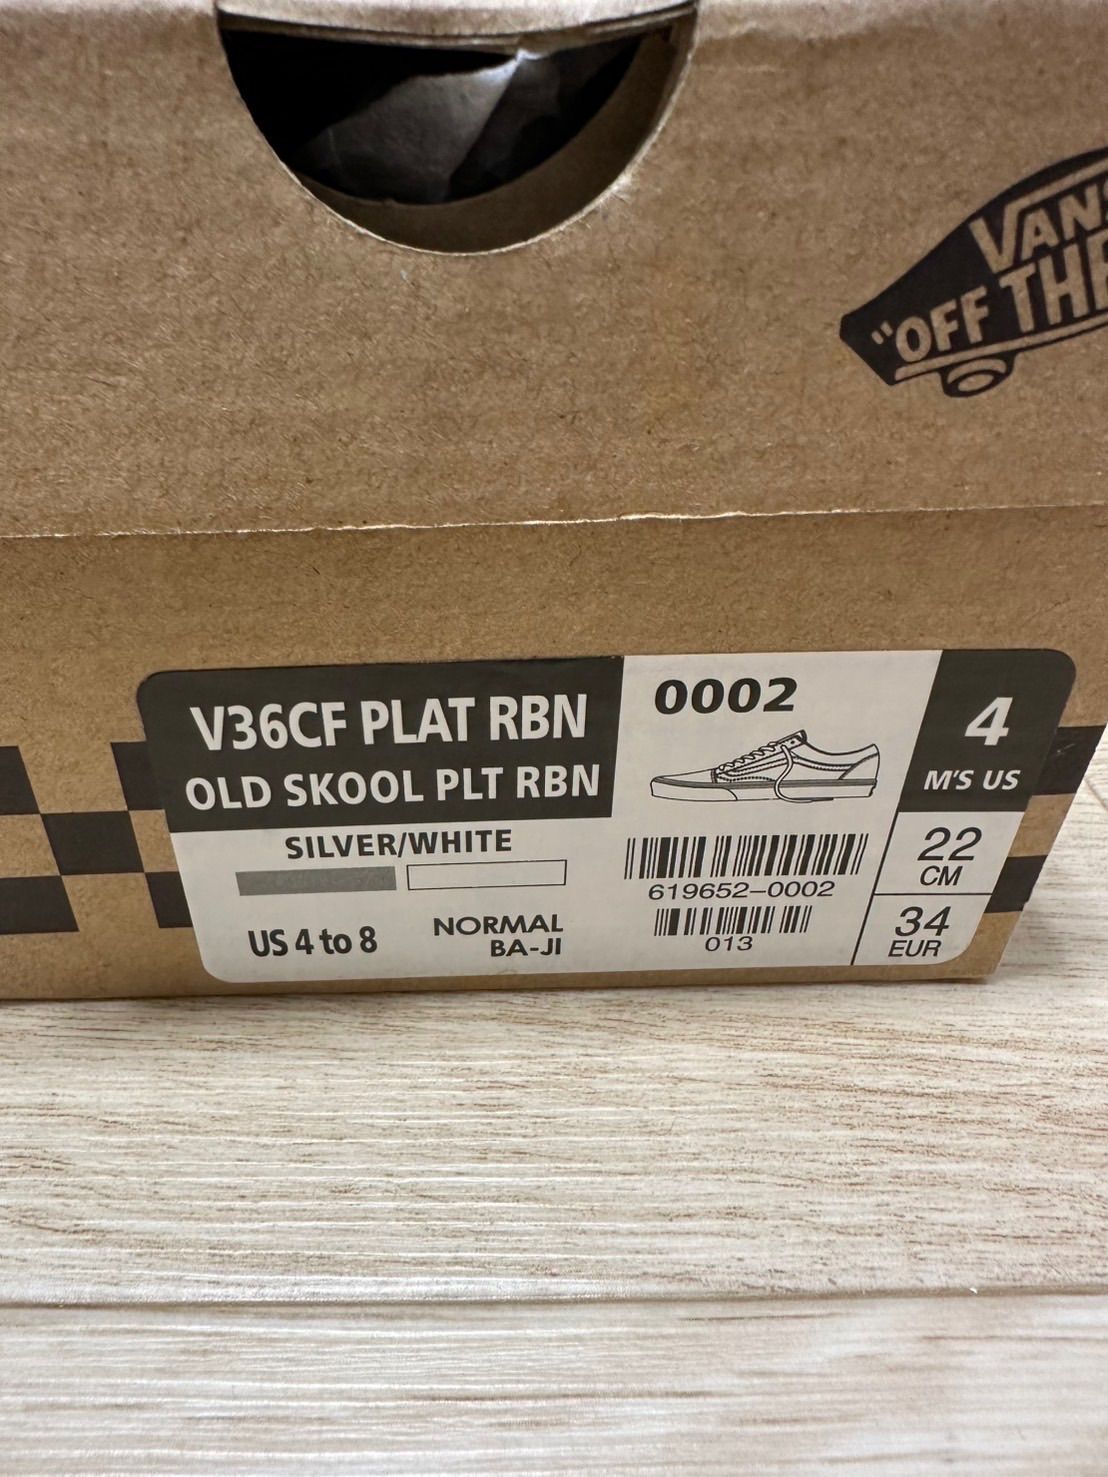 VANS
"OFF THE
V36CF PLAT RBN
OLD SKOOL PLT RBN
SILVER/WHITE
US 4 to 8
NORMAL
BA-JI
0002
619652-0002
013
4
M'S US
22
CM
34
EUR